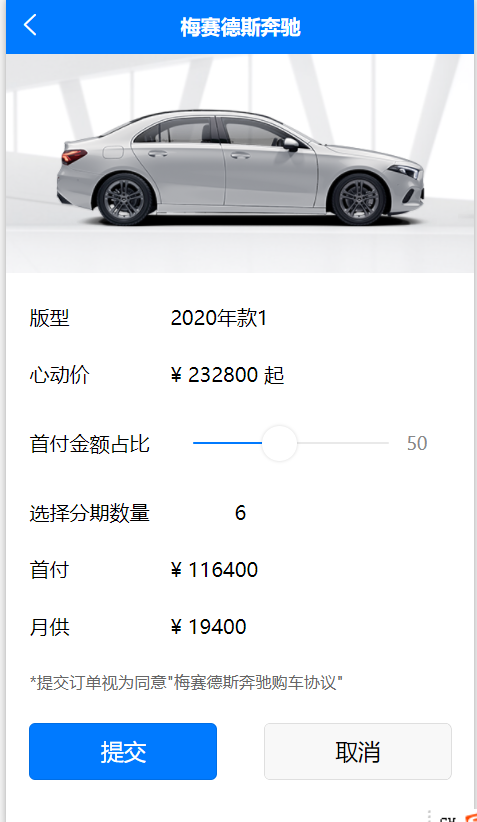 梅赛德斯奔驰
版型 2020年款1
心动价 ¥ 232800 起
首付金额占比 50
选择分期数量 6
首付 ¥ 116400
月供 ¥ 19400
*提交订单视为同意"梅赛德斯奔驰购车协议"
提交 取消